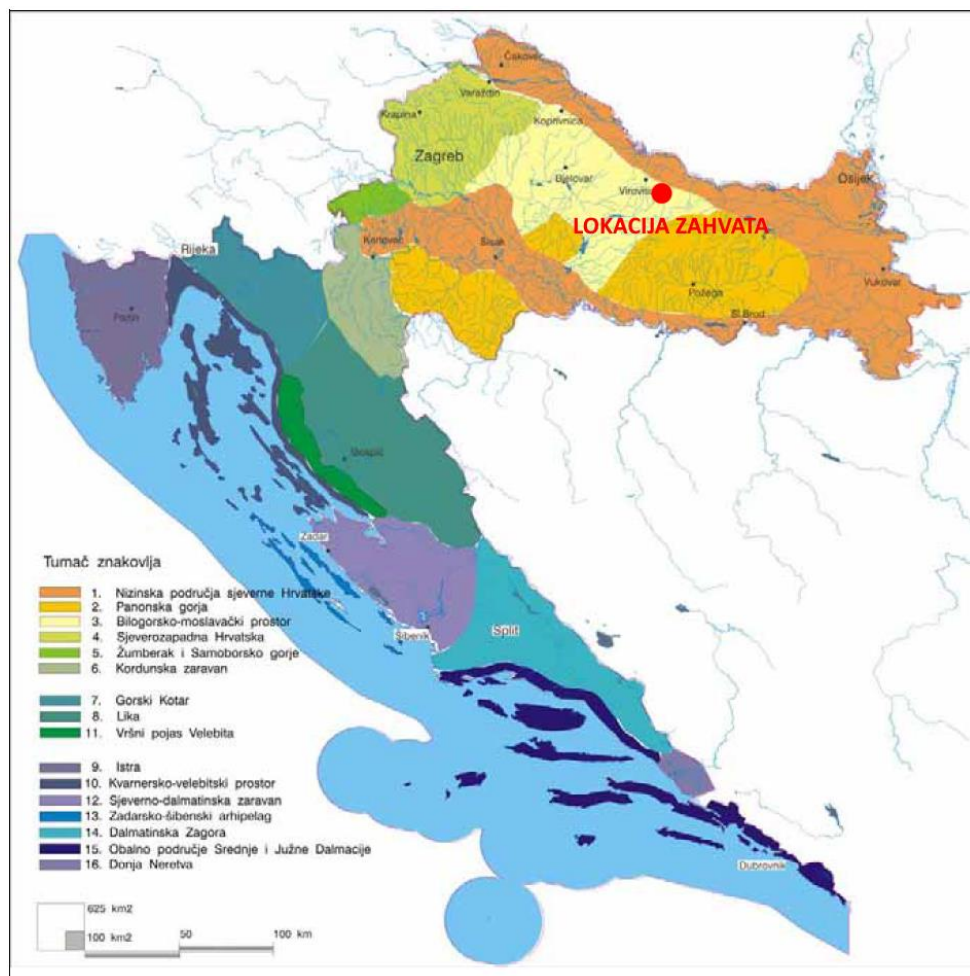 Čakovec
Varaždin
Krapina
Koprivnica
Zagreb
Bjelovar
Osijek
LOKACIJA ZAHVATA
Rijeka
Karlovac
Sisak
Vukovar
Požega
Sl.Brod
Pazin
Gospić
Zadar
Tumač znakovlja
1. Nizinska područja sjeverne Hrvatske
2. Panonska gorja
3. Bilogorsko-moslavački prostor
4. Sjeverozapadna Hrvatska
5. Žumberak i Samoborsko gorje
6. Kordunska zaravan
Šibenik
Split
7. Gorski Kotar
8. Lika
11. Vršni pojas Velebita
9. Istra
10. Kvarnersko-velebitski prostor
12. Sjeverno-dalmatinska zaravan
13. Zadarsko-šibenski arhipelag
14. Dalmatinska Zagora
15. Obalno područje Srednje i Južne Dalmacije
16. Donja Neretva
Dubrovnik
625 km2
100 km2
50
100 km